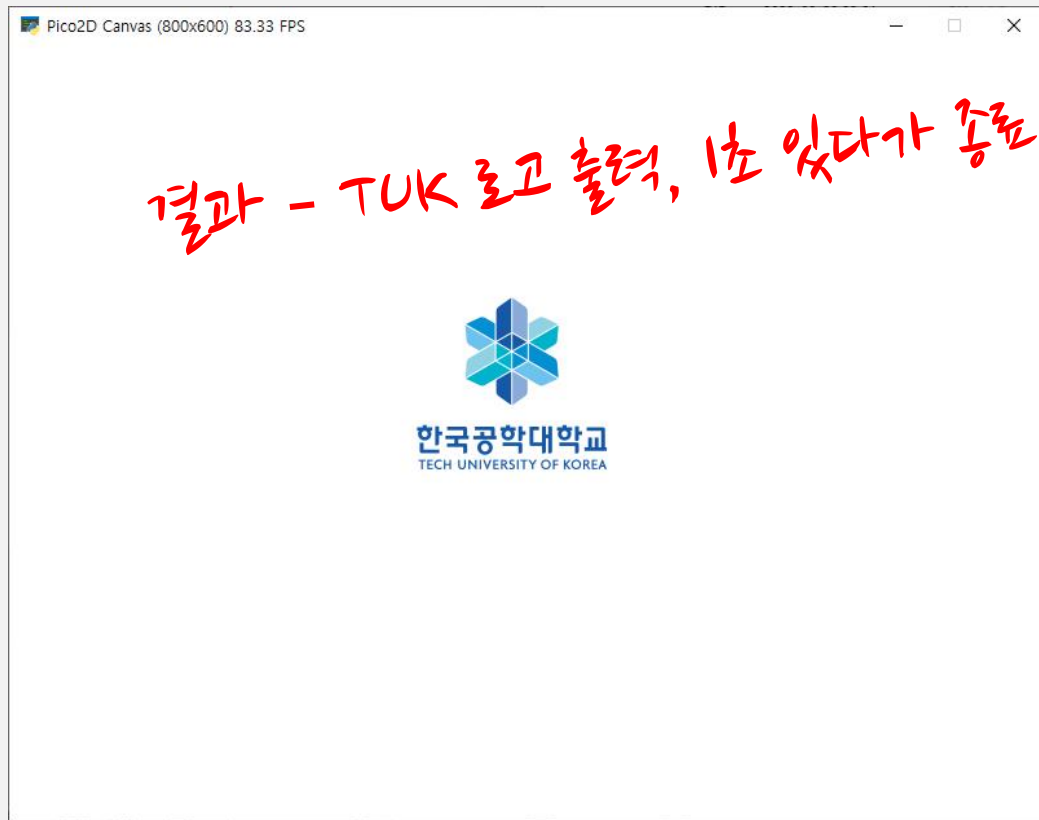 Pico2D Canvas (800x600) 83.33 FPS
결과 - TUK 로고 출력, 1초 있다가 종료
한국공학대학교
TECH UNIVERSITY OF KOREA